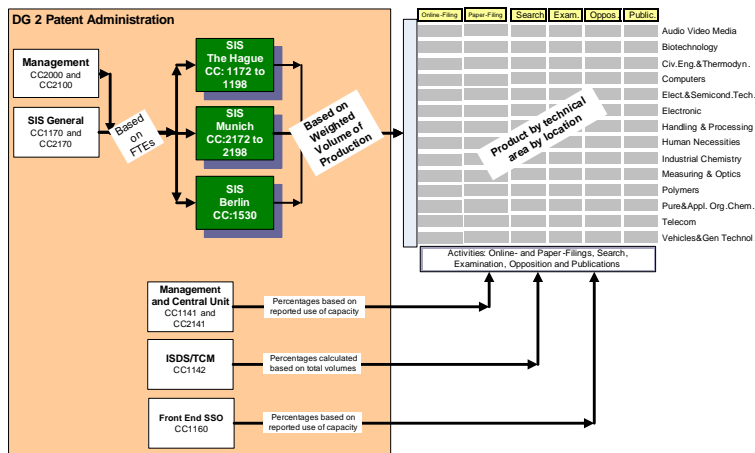 DG 2 Patent Administration
Management
CC2000 and
CC2100
SIS General
CC1170 and
CC2170
Based
on
FTEs
SIS
The Hague
CC: 1172 to
1198
SIS
Munich
CC:2172 to
2198
SIS
Berlin
CC:1530
Based on
Weighted
Volume of
Production
Online-Filing
Paper-Filing
Search
Exam.
Oppos.
Public.
Product by technical
area by location
Audio Video Media
Biotechnology
Civ.Eng.&Thermodyn.
Computers
Elect.&Semicond.Tech.
Electronic
Handling & Processing
Human Necessities
Industrial Chemistry
Measuring & Optics
Polymers
Pure&Appl. Org.Chem.
Telecom
Vehicles&Gen Technol
Activities: Online- and Paper-Filings, Search,
Examination, Opposition and Publications
Management
and Central Unit
CC1141 and
CC2141
Percentages based on
reported use of capacity
ISDS/TCM
CC1142
Percentages calculated
based on total volumes
Front End SSO
CC1160
Percentages based on
reported use of capacity